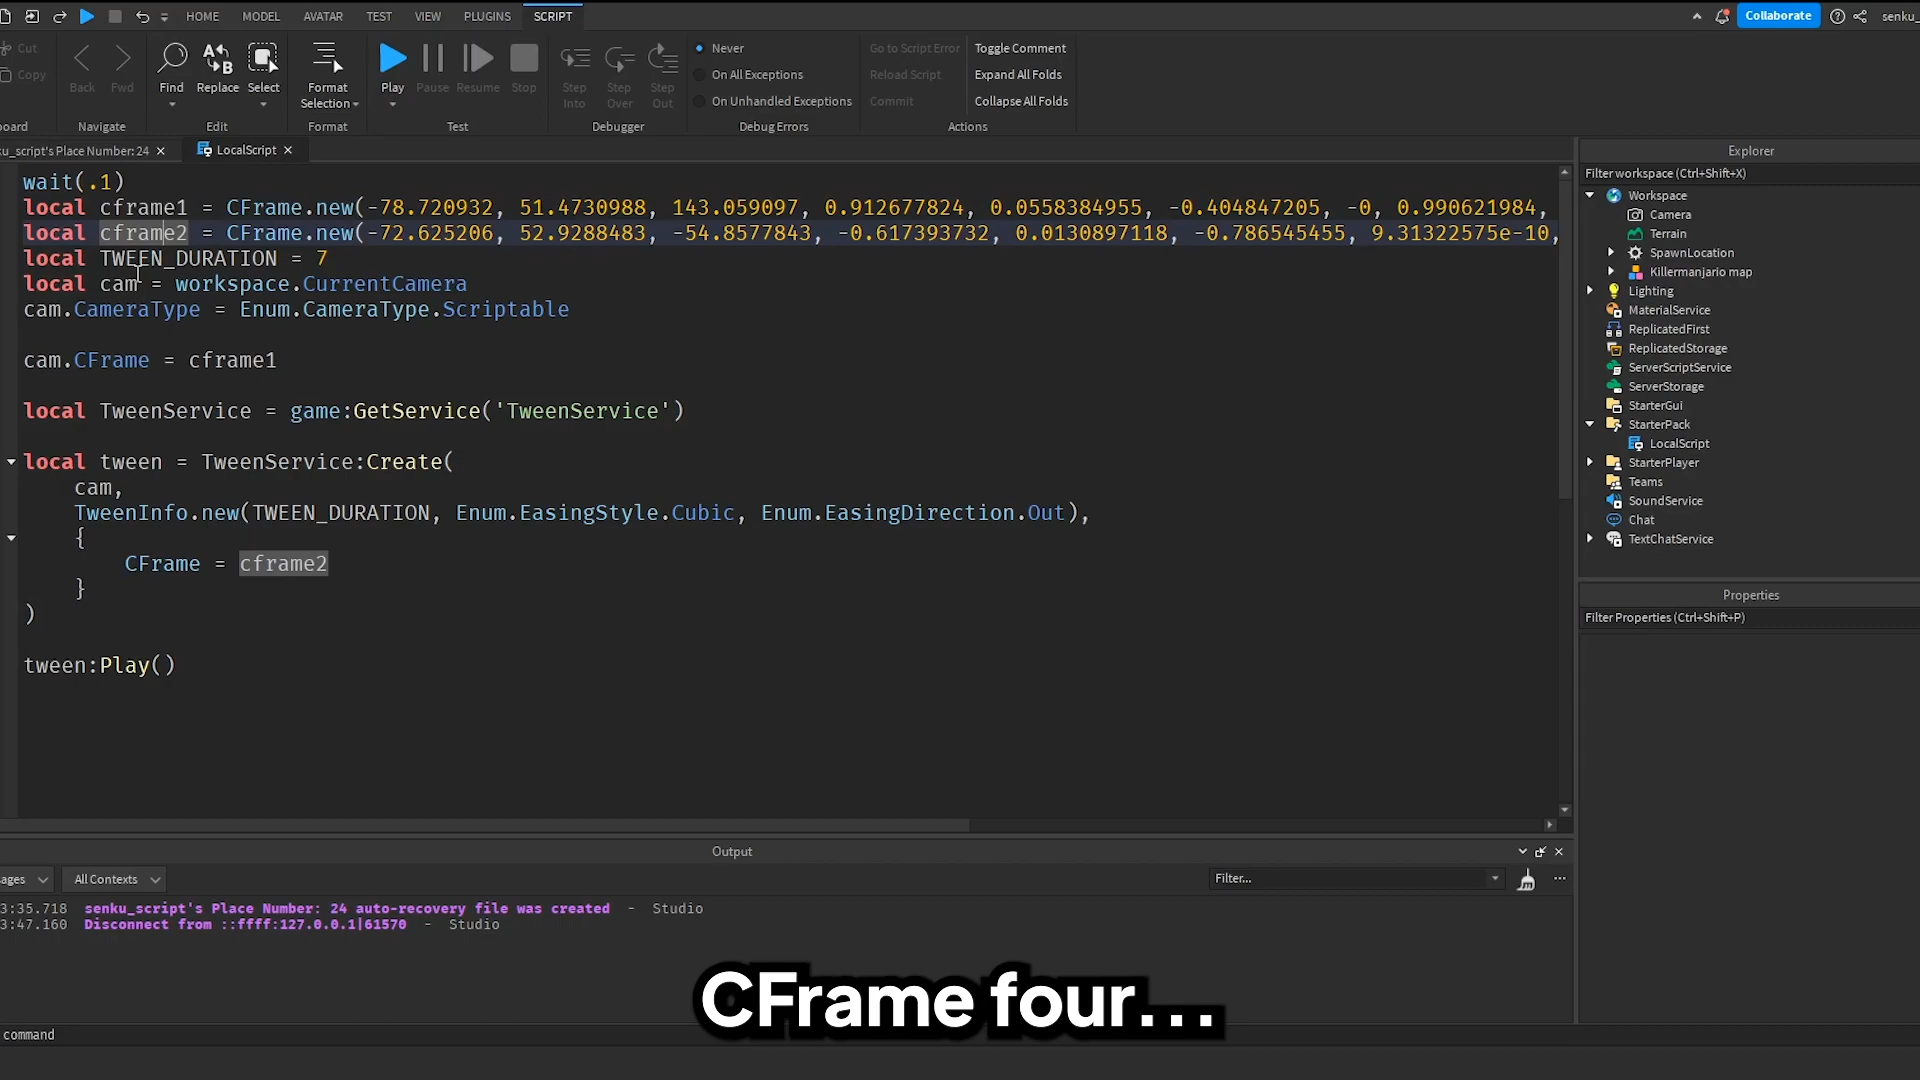 HOME MODEL AVATAR TEST VIEW PLUGINS SCRIPT Collaborate senku_
Cut
Copy
Back Fwd
Navigate
Find Replace Select
Edit
Format
Selection
Format
Play Pause Resume Stop
Test
Step
Into
Step
Over
Step
Out
Debugger
Never
On All Exceptions
On Unhandled Exceptions
Debug Errors
Go to Script Error
Reload Script
Commit
Toggle Comment
Expand All Folds
Collapse All Folds
Actions
oard
u_script's Place Number: 24 × LocalScript ×
wait(.1)
local cframe1 = CFrame.new(-78.720932, 51.4730988, 143.059097, 0.912677824, 0.0558384955, -0.404847205, -0, 0.990621984,
local cframe2 = CFrame.new(-72.625206, 52.9288483, -54.8577843, -0.617393732, 0.0130897118, -0.786545455, 9.31322575e-10,
local TWEEN_DURATION = 7
local cam = workspace.CurrentCamera
cam.CameraType = Enum.CameraType.Scriptable
cam.CFrame = cframe1
local TweenService = game:GetService('TweenService')
local tween = TweenService:Create(
cam,
TweenInfo.new(TWEEN_DURATION, Enum.EasingStyle.Cubic, Enum.EasingDirection.Out),
{
CFrame = cframe2
}
)
tween:Play()
Explorer
Filter workspace (Ctrl+Shift+X)
Workspace
Camera
Terrain
SpawnLocation
Killermanjario map
Lighting
MaterialService
ReplicatedFirst
ReplicatedStorage
ServerScriptService
ServerStorage
StarterGui
StarterPack
LocalScript
StarterPlayer
Teams
SoundService
Chat
TextChatService
Properties
Filter Properties (Ctrl+Shift+P)
Output
ages All Contexts Filter...
3:35.718 senku_script's Place Number: 24 auto-recovery file was created - Studio
3:47.160 Disconnect from ::ffff:127.0.0.1|61570 - Studio
CFrame four...
command